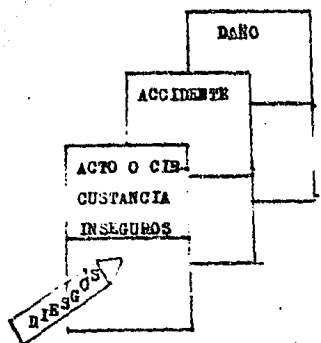 DAÑO
ACCIDENTE
ACTO O CIR-
CUSTANCIA
INSEGUROS
RIESGOS